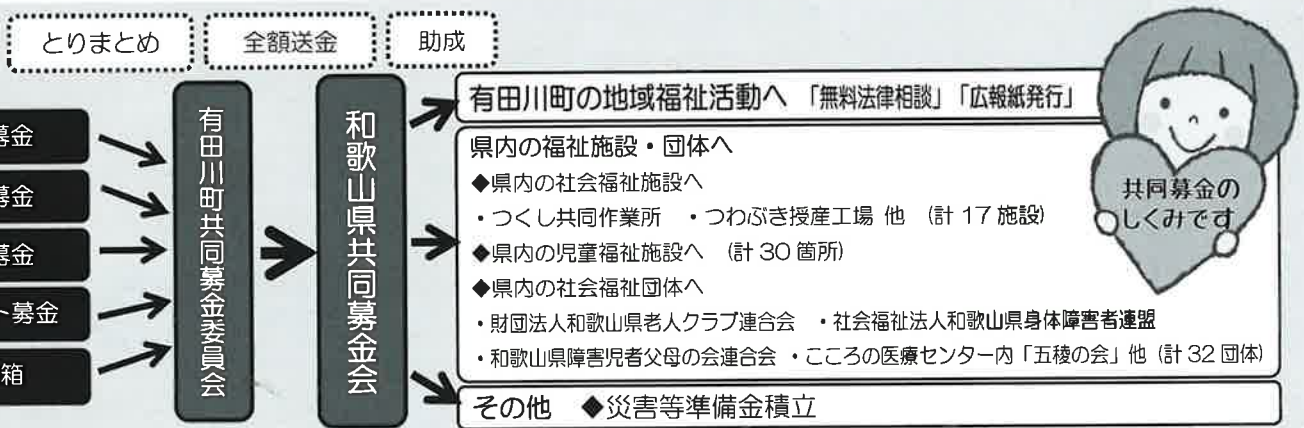 とりまとめ
全額送金
助成
募金
募金
募金
ト募金
箱
有田川町共同募金委員会
和歌山県共同募金会
有田川町の地域福祉活動へ 「無料法律相談」「広報紙発行」
県内の福祉施設・団体へ
◆県内の社会福祉施設へ
・つくし共同作業所 ・つわぶき授産工場 他 (計 17 施設)
◆県内の児童福祉施設へ (計 30 箇所)
◆県内の社会福祉団体へ
・財団法人和歌山県老人クラブ連合会 ・社会福祉法人和歌山県身体障害者連盟
・和歌山県障害児者父母の会連合会 ・こころの医療センター内「五稜の会」他 (計 32 団体)
その他 ◆災害等準備金積立
共同募金の
しくみです